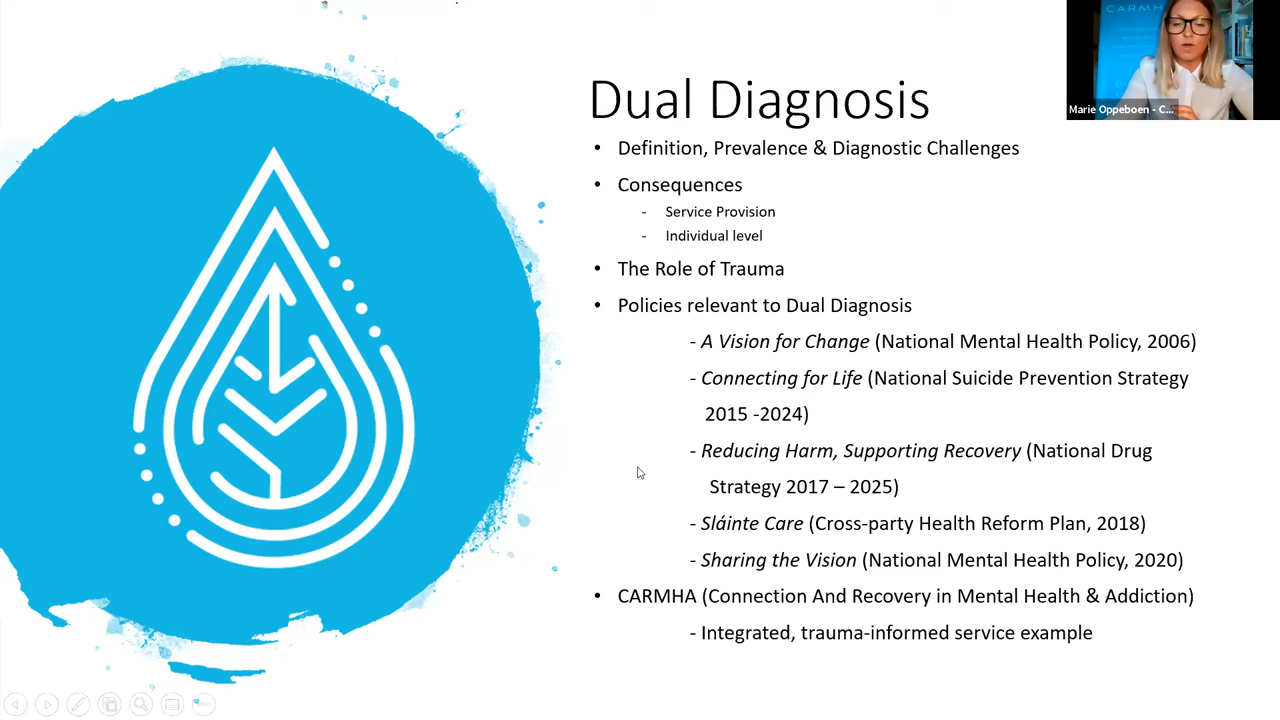 CARMH
Marie Oppeboen - C...
Dual Diagnosis
• Definition, Prevalence & Diagnostic Challenges
• Consequences
- Service Provision
- Individual level
• The Role of Trauma
• Policies relevant to Dual Diagnosis
- A Vision for Change (National Mental Health Policy, 2006)
- Connecting for Life (National Suicide Prevention Strategy
2015 -2024)
- Reducing Harm, Supporting Recovery (National Drug
Strategy 2017 – 2025)
- Sláinte Care (Cross-party Health Reform Plan, 2018)
- Sharing the Vision (National Mental Health Policy, 2020)
• CARMHA (Connection And Recovery in Mental Health & Addiction)
- Integrated, trauma-informed service example